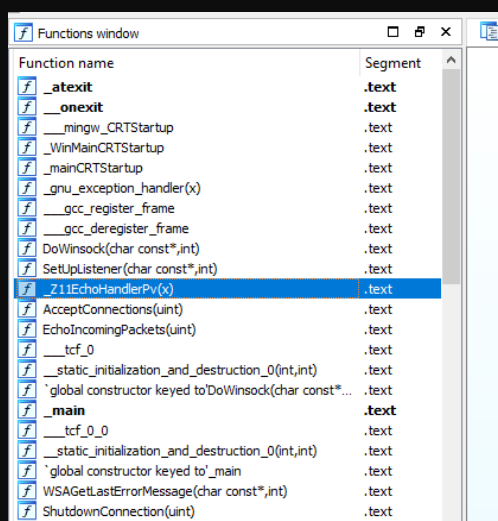 Functions window
Function name Segment
_atexit .text
__onexit .text
___mingw_CRTStartup .text
_WinMainCRTStartup .text
_mainCRTStartup .text
_gnu_exception_handler(x) .text
___gcc_register_frame .text
___gcc_deregister_frame .text
DoWinsock(char const*,int) .text
SetUpListener(char const*,int) .text
_Z11EchoHandlerPv(x) .text
AcceptConnections(uint) .text
EchoIncomingPackets(uint) .text
___tcf_0 .text
__static_initialization_and_destruction_0(int,int) .text
`global constructor keyed to'DoWinsock(char const*... .text
_main .text
___tcf_0_0 .text
__static_initialization_and_destruction_0(int,int) .text
`global constructor keyed to'_main .text
WSAGetLastErrorMessage(char const*,int) .text
ShutdownConnection(uint) .text